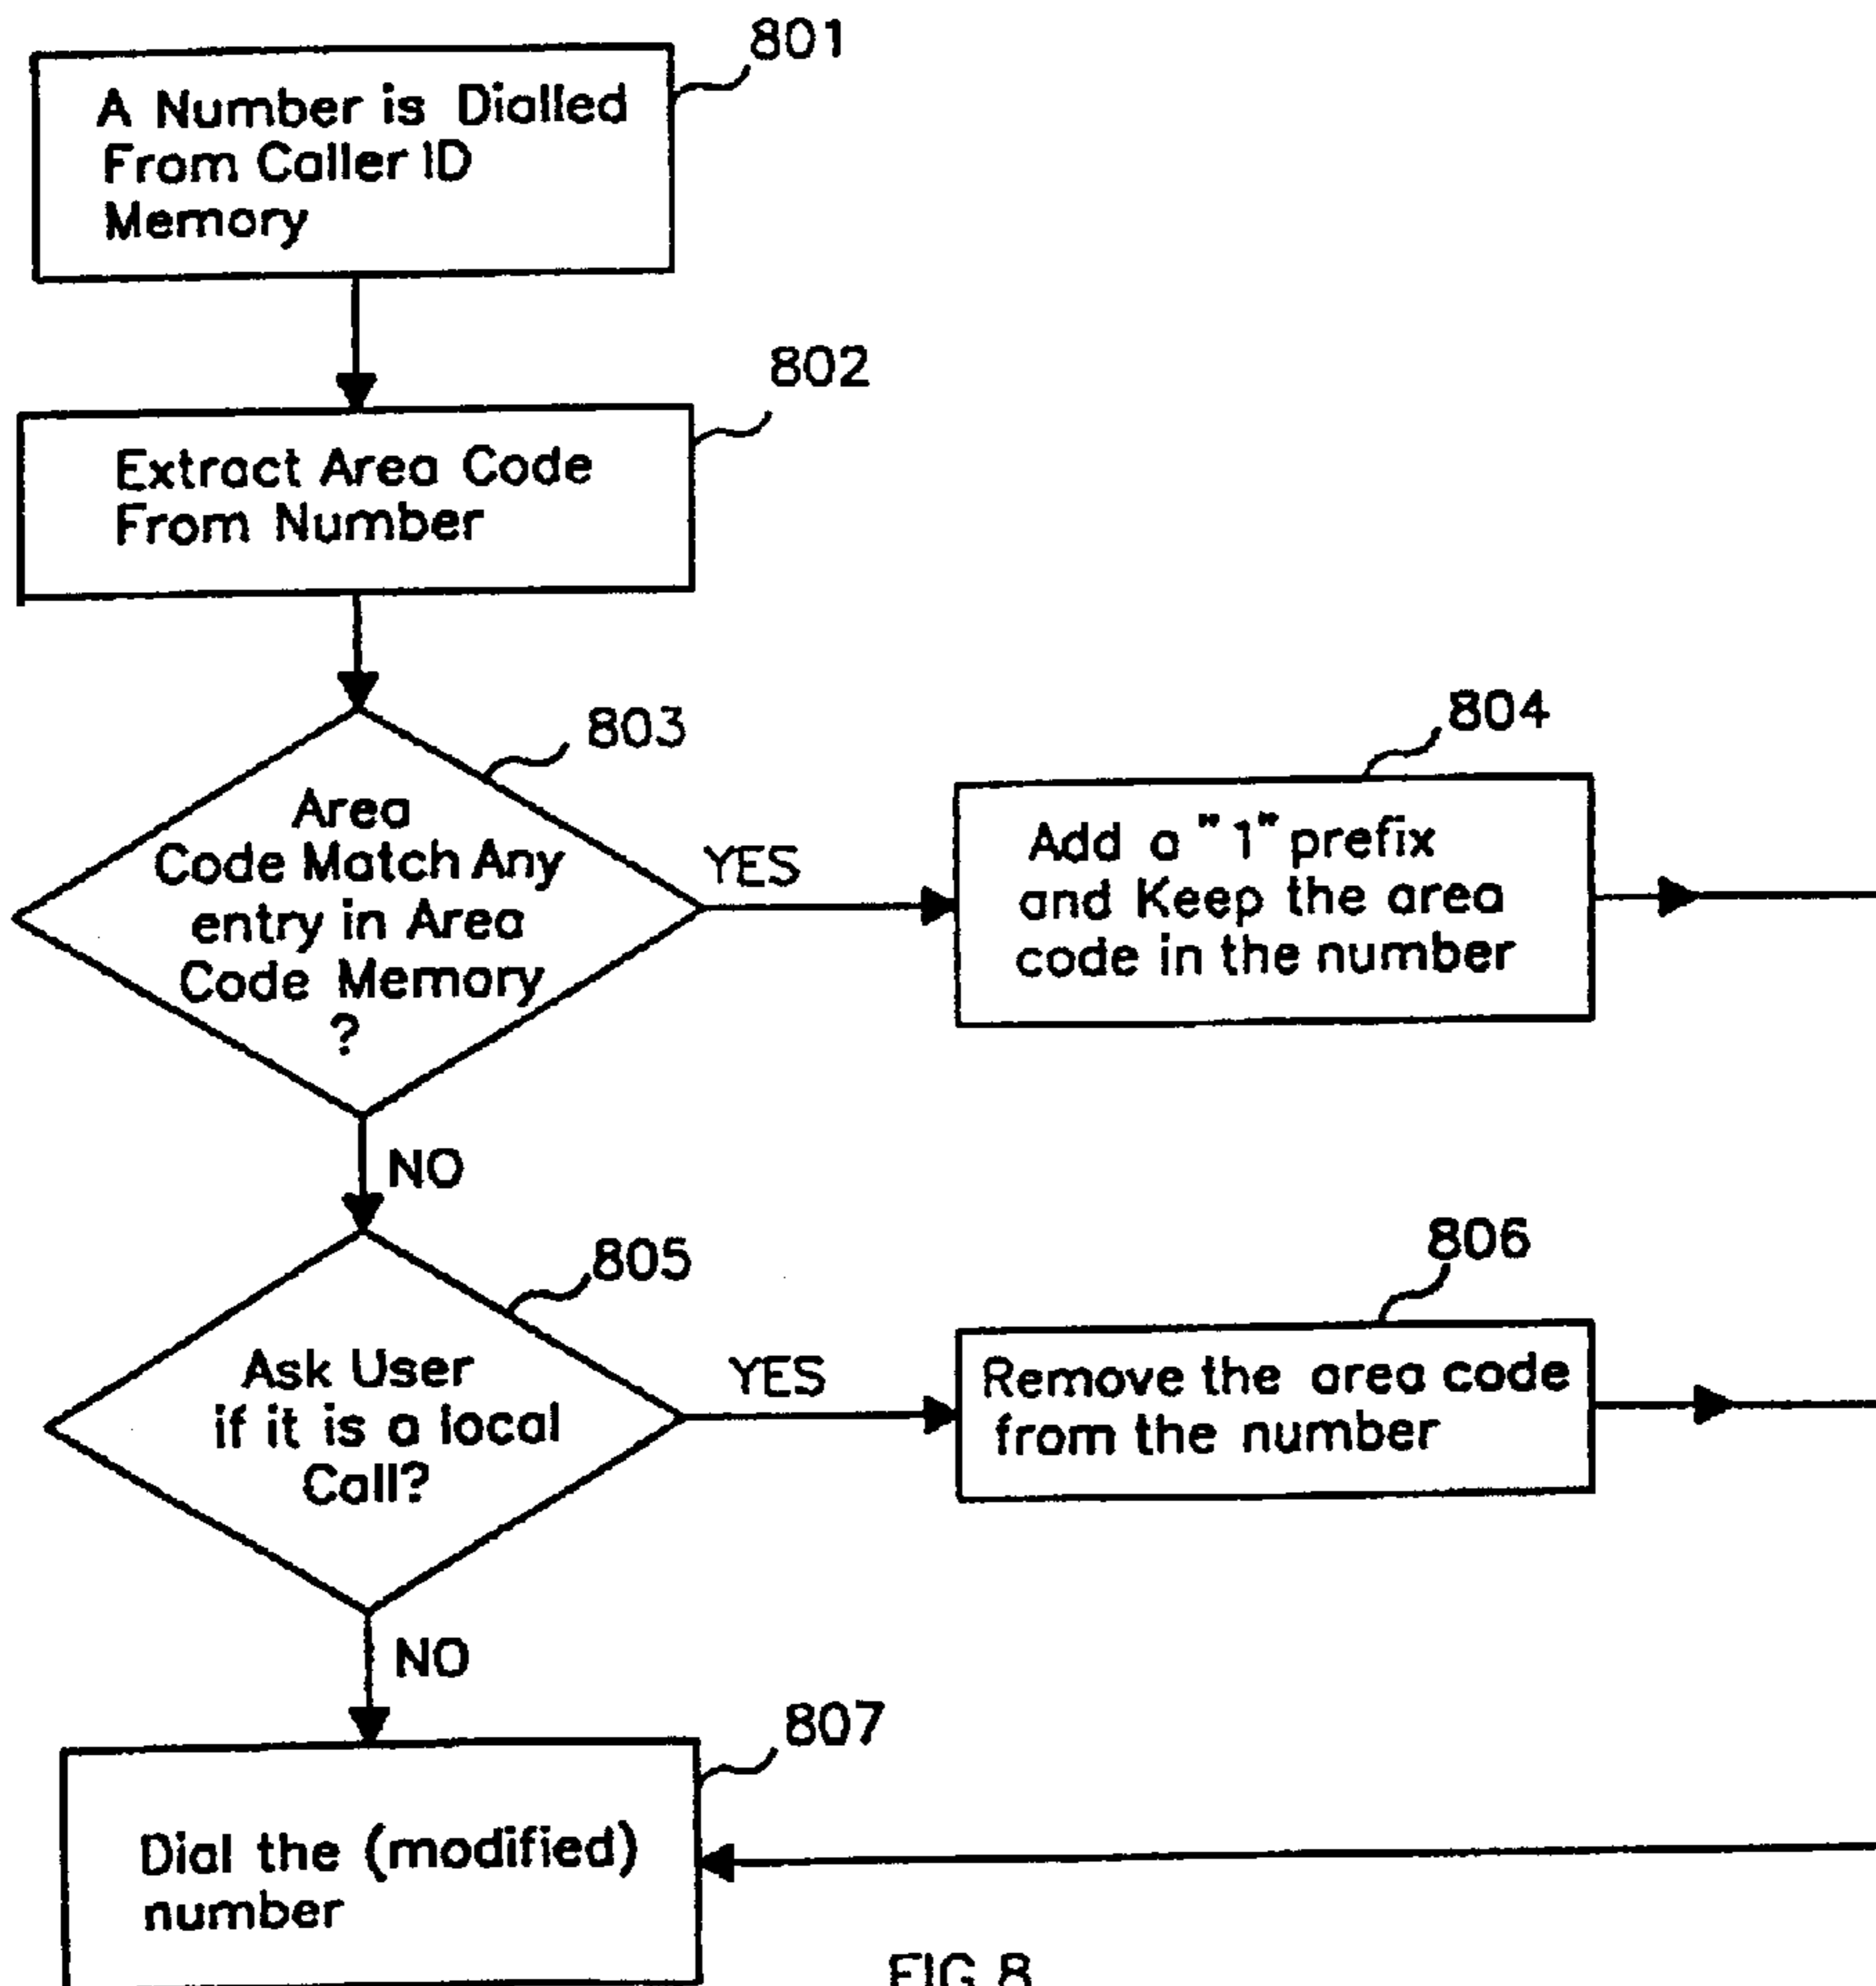 801
A Number is Dialled
From Caller ID
Memory
802
Extract Area Code
From Number
803
Area
Code Match Any
entry in Area
Code Memory
?
YES
804
Add a "1" prefix
and Keep the area
code in the number
NO
805
Ask User
if it is a local
Call?
YES
806
Remove the area code
from the number
NO
807
Dial the (modified)
number
FIG.8